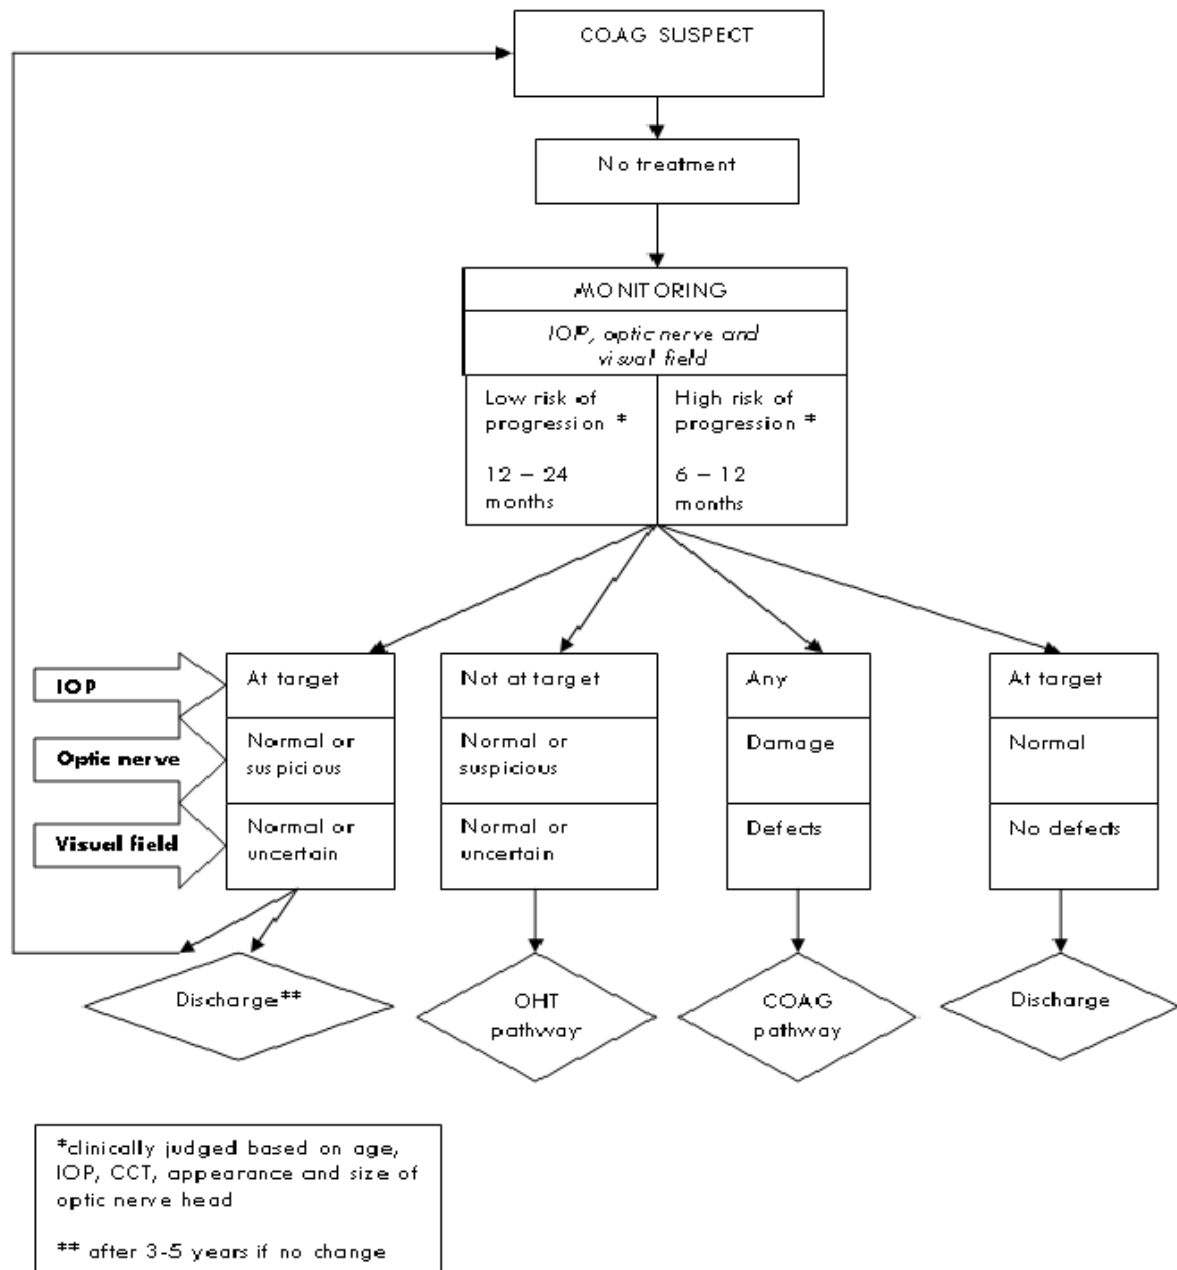 COAG SUSPECT
No treatment
MONITORING
IOP, optic nerve and
visual field
Low risk of
progression *
12 – 24
months
High risk of
progression *
6 – 12
months
IOP
Optic nerve
Visual field
At target
Normal or
suspicious
Normal or
uncertain
Not at target
Normal or
suspicious
Normal or
uncertain
Any
Damage
Defects
At target
Normal
No defects
Discharge**
OHT
pathway
COAG
pathway
Discharge
*clinically judged based on age,
IOP, CCT, appearance and size of
optic nerve head
** after 3-5 years if no change